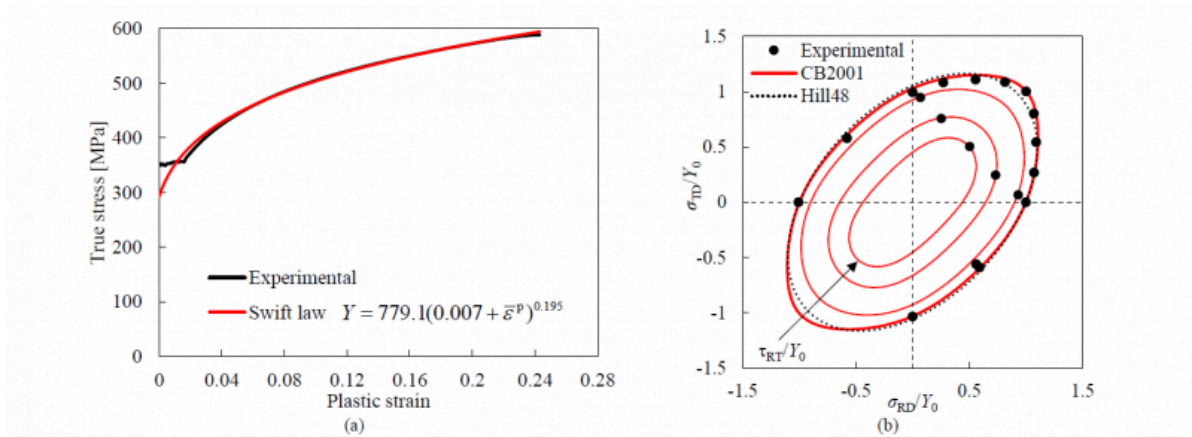 600
500
400
300
200
100
0
True stress [MPa]
Experimental
Swift law Y = 779.1(0.007 + ε̄ᵖ)⁰·¹⁹⁵
0 0.04 0.08 0.12 0.16 0.20 0.24 0.28
Plastic strain
(a)
1.5
1
0.5
0
-0.5
-1
-1.5
σTD/Y0
Experimental
CB2001
Hill48
τRT/Y0
-1.5 -0.5 0.5 1.5
σRD/Y0
(b)